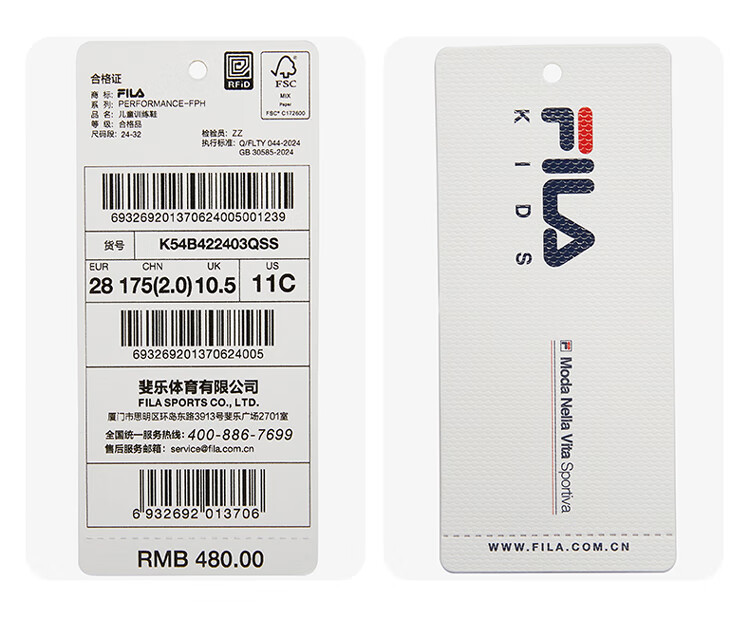 合格证
商 标: FILA
系 列: PERFORMANCE-FPH
品 名: 儿童训练鞋
等 级: 合格品
尺码段: 24-32
检验员: ZZ
执行标准: Q/FLTY 044-2024
GB 30585-2024
RFID
FSC
MIX
Paper
FSC® C172600
69326920137062400500​1239
货号 K54B422403QSS
EUR CHN UK US
28 175(2.0) 10.5 11C
693269201370624005
斐乐体育有限公司
FILA SPORTS CO., LTD.
厦门市思明区环岛东路3913号斐乐广场2701室
全国统一服务热线: 400-886-7699
售后服务邮箱: service@fila.com.cn
6 932692 013706
RMB 480.00
FILA
KIDS
F Moda Nella Vita Sportiva
WWW.FILA.COM.CN